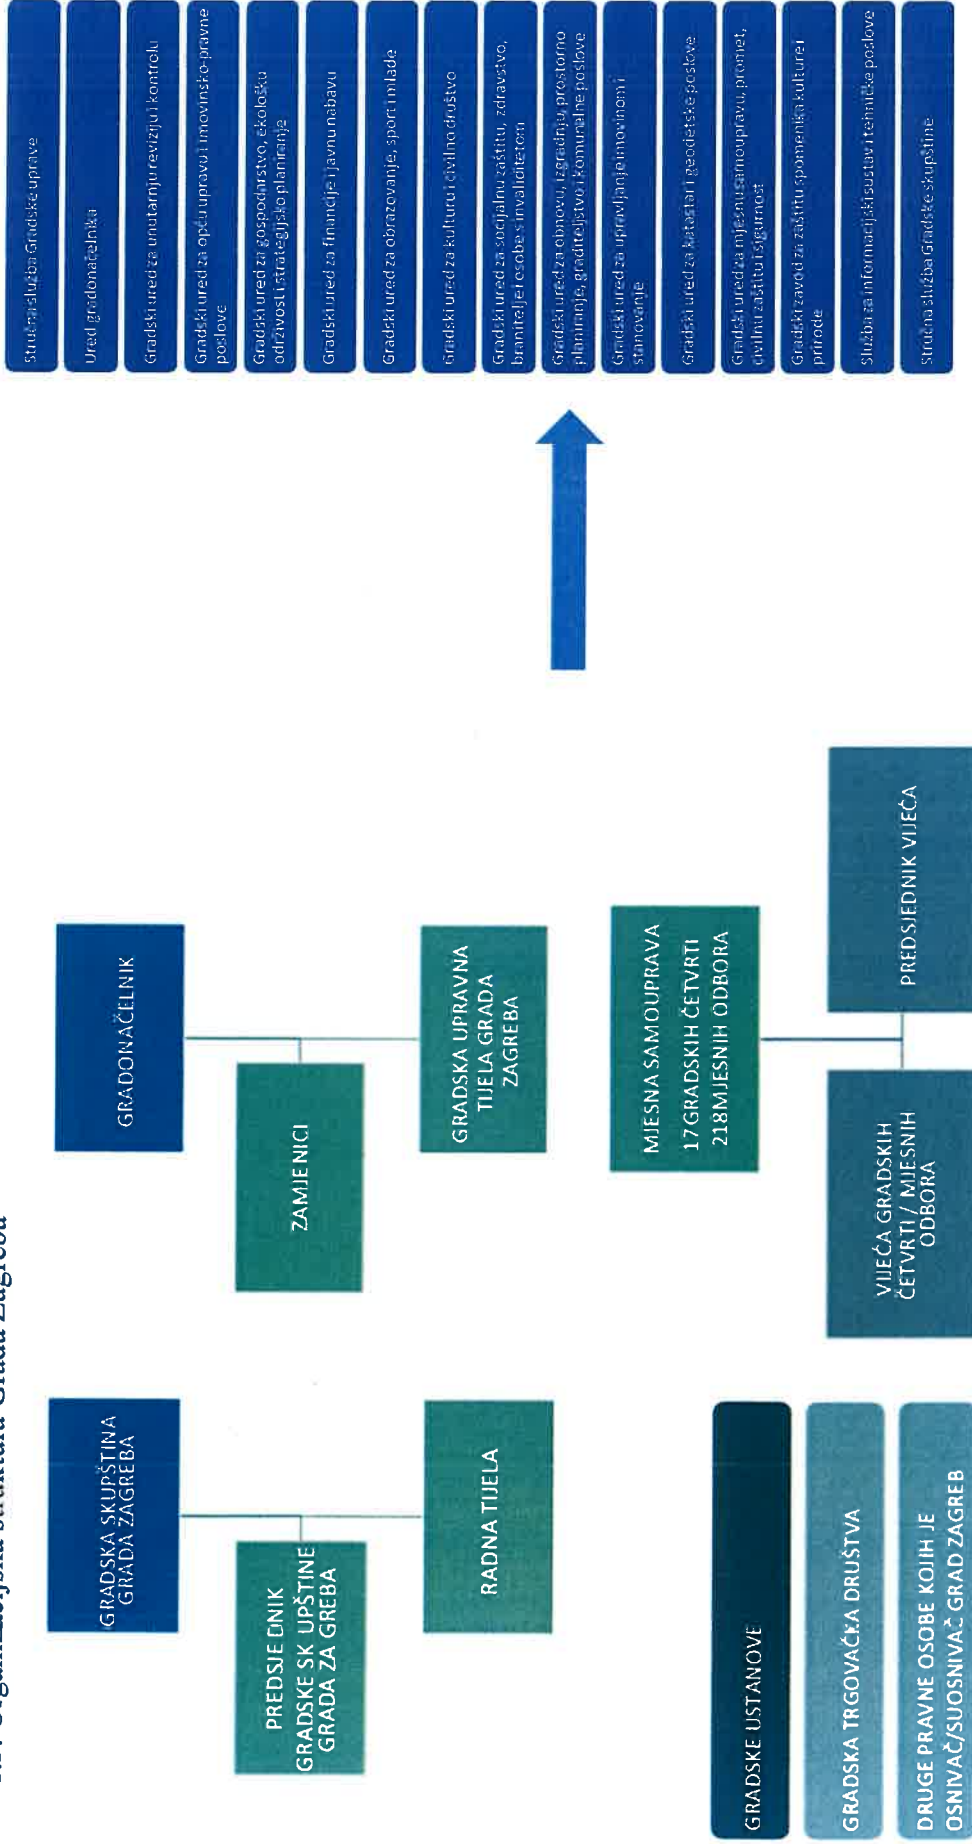 Organizacijska struktura Grada Zagreba
GRADSKA SKUPŠTINA
GRADA ZAGREBA
PREDSJEDNIK
GRADSKE SK UPŠTINE
GRADA ZA GREBA
RADNA TIJELA
GRADONAČELNIK
ZAMJENICI
GRADSKA UPRAVNA
TIJELA GRADA
ZAGREBA
MJESNA SAMOUPRAVA
17 GRADSKIH ČETVRTI
218 MJESNIH ODBORA
VIJEĆA GRADSKIH
ČETVRTI / MJESNIH
ODBORA
PREDSJEDNIK VIJEĆA
GRADSKE USTANOVE
GRADSKA TRGOVAČKA DRUŠTVA
DRUGE PRAVNE OSOBE KOJIH JE
OSNIVAČ/SUOSNIVAČ GRAD ZAGREB
Stručna služba Gradske uprave
Ured gradonačelnika
Gradski ured za unutarnju reviziju i kontrolu
Gradski ured za opću upravu i imovinsko-pravne
poslove
Gradski ured za gospodarstvo, ekološku
održivost i strategijsko planiranje
Gradski ured za financije i javnu nabavu
Gradski ured za obrazovanje, sport i mlade
Gradski ured za kulturu i civilno društvo
Gradski ured za socijalnu zaštitu, zdravstvo,
branitelje i osobe s invaliditetom
Gradski ured za obnovu, izgradnju, prostorno
planiranje, graditeljstvo i komunalne poslove
Gradski ured za upravljanje imovinom i
stanovanje
Gradski ured za katastar i geodetske poslove
Gradski ured za mjesnu samoupravu, promet,
civilnu zaštitu i sigurnost
Gradski zavod za zaštitu spomenika kulture i
prirode
Služba za informacijski sustav i tehničke poslove
Stručna služba Gradske skupštine